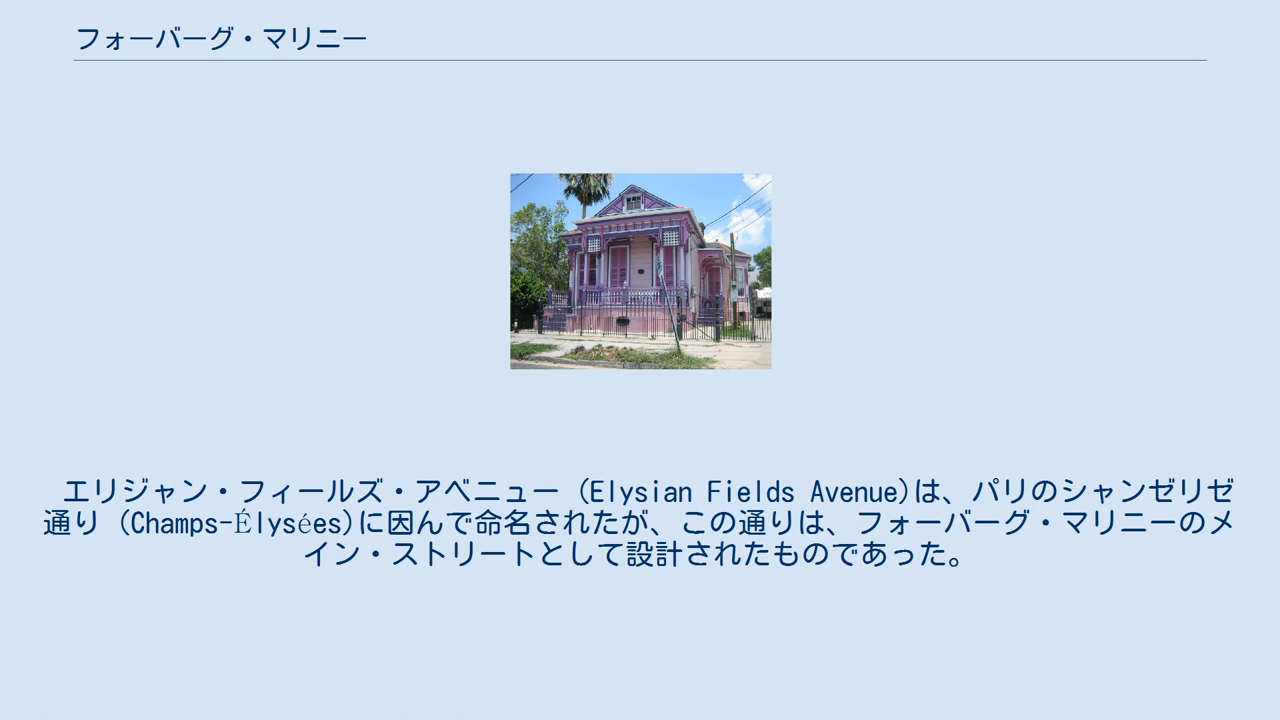 フォーバーグ・マリニー
エリジャン・フィールズ・アベニュー (Elysian Fields Avenue)は、パリのシャンゼリゼ
通り (Champs-Élysées)に因んで命名されたが、この通りは、フォーバーグ・マリニーのメ
イン・ストリートとして設計されたものであった。